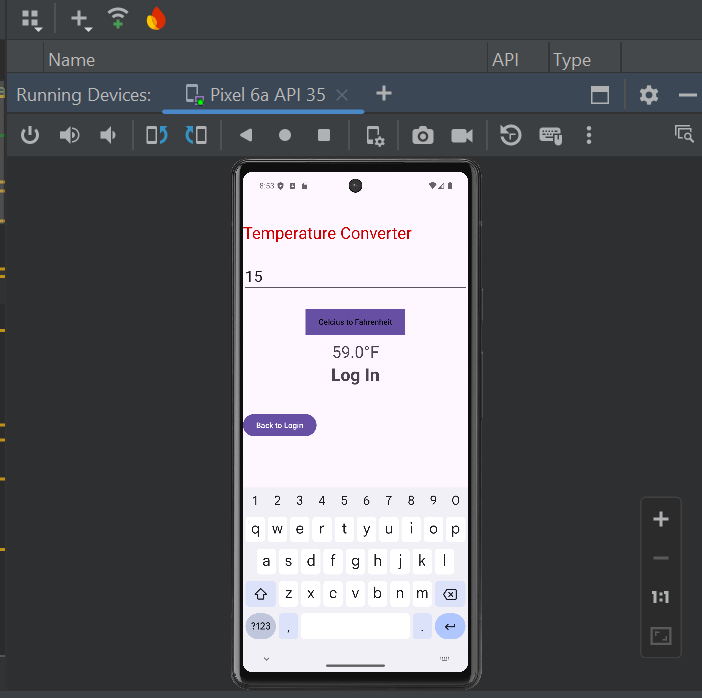 Name API Type
Running Devices: Pixel 6a API 35
8:53
Temperature Converter
15
Celcius to Fahrenheit
59.0°F
Log In
Back to Login
1 2 3 4 5 6 7 8 9 0
q w e r t y u i o p
a s d f g h j k l
z x c v b n m
?123 , .
1:1